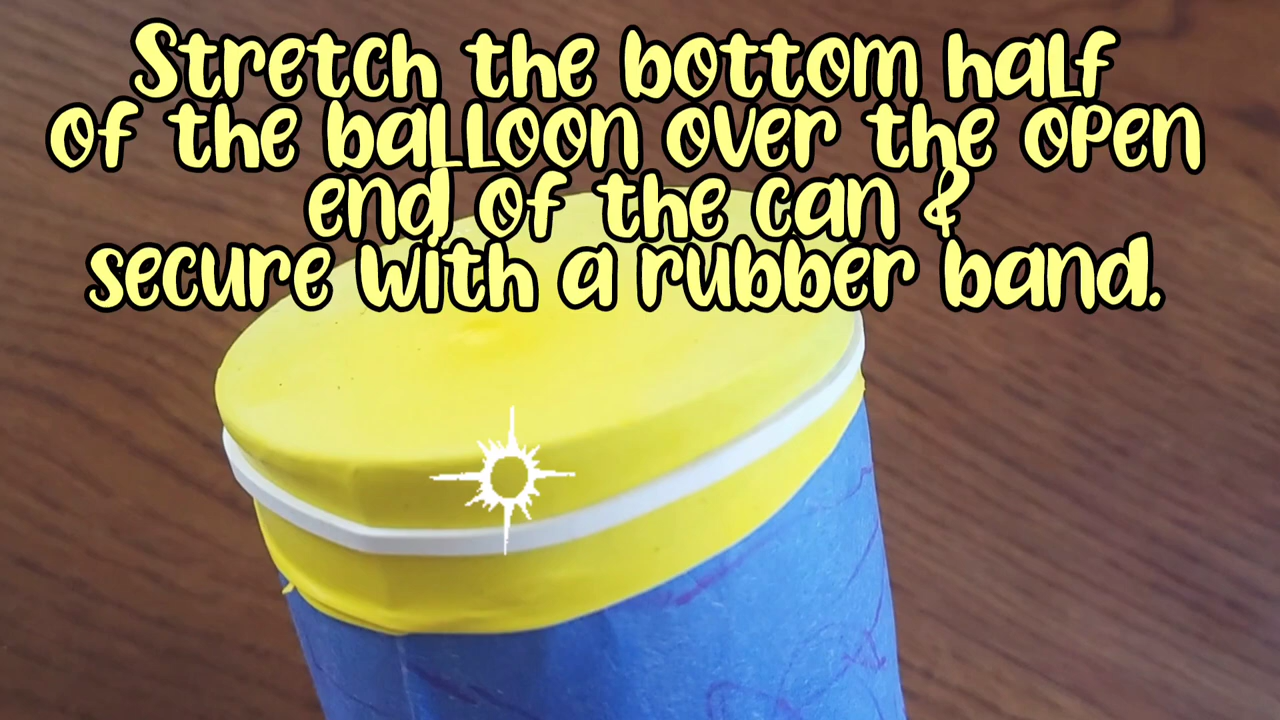 Stretch the bottom half
of the balloon over the open
end of the can &
secure with a rubber band.